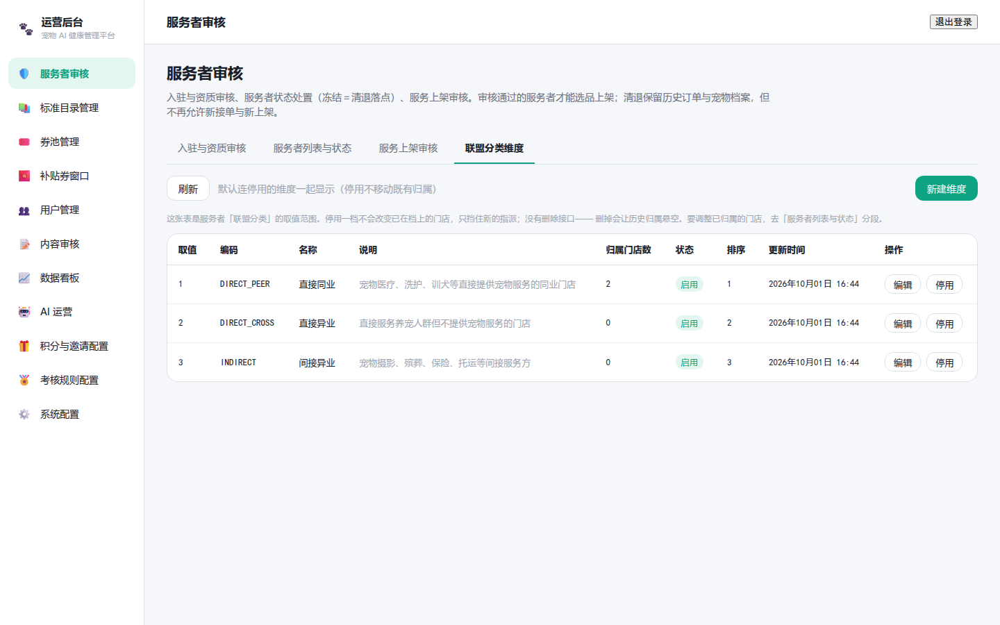 运营后台
宠物 AI 健康管理平台
服务者审核
标准目录管理
券池管理
补贴券窗口
用户管理
内容审核
数据看板
AI 运营
积分与邀请配置
考核规则配置
系统配置
服务者审核
退出登录
服务者审核
入驻与资质审核、服务者状态处置（冻结 = 清退落点）、服务上架审核。审核通过的服务者才能选品上架；清退保留历史订单与宠物档案，但
不再允许新接单与新上架。
入驻与资质审核 服务者列表与状态 服务上架审核 联盟分类维度
刷新 默认连停用的维度一起显示（停用不移动既有归属） 新建维度
这张表是服务者「联盟分类」的取值范围。停用一档不会改变已在档上的门店，只挡住新的指派；没有删除接口—— 删掉会让历史归属悬空。要调整已归属的门店，去「服务者列表与状态」分段。
取值 编码 名称 说明 归属门店数 状态 排序 更新时间 操作
1 DIRECT_PEER 直接同业 宠物医疗、洗护、训犬等直接提供宠物服务的同业门店 2 启用 1 2026年10月01日 16:44 编辑 停用
2 DIRECT_CROSS 直接异业 直接服务养宠人群但不提供宠物服务的门店 0 启用 2 2026年10月01日 16:44 编辑 停用
3 INDIRECT 间接异业 宠物摄影、殡葬、保险、托运等间接服务方 0 启用 3 2026年10月01日 16:44 编辑 停用